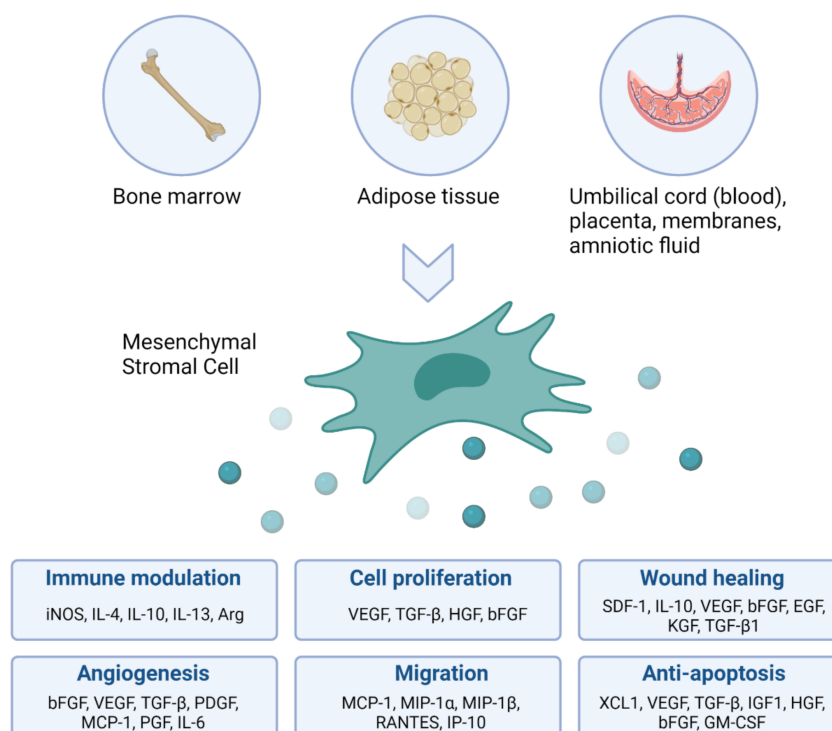 Bone marrow
Adipose tissue
Umbilical cord (blood),
placenta, membranes,
amniotic fluid
Mesenchymal
Stromal Cell
Immune modulation
iNOS, IL-4, IL-10, IL-13, Arg
Cell proliferation
VEGF, TGF-β, HGF, bFGF
Wound healing
SDF-1, IL-10, VEGF, bFGF, EGF,
KGF, TGF-β1
Angiogenesis
bFGF, VEGF, TGF-β, PDGF,
MCP-1, PGF, IL-6
Migration
MCP-1, MIP-1α, MIP-1β,
RANTES, IP-10
Anti-apoptosis
XCL1, VEGF, TGF-β, IGF1, HGF,
bFGF, GM-CSF